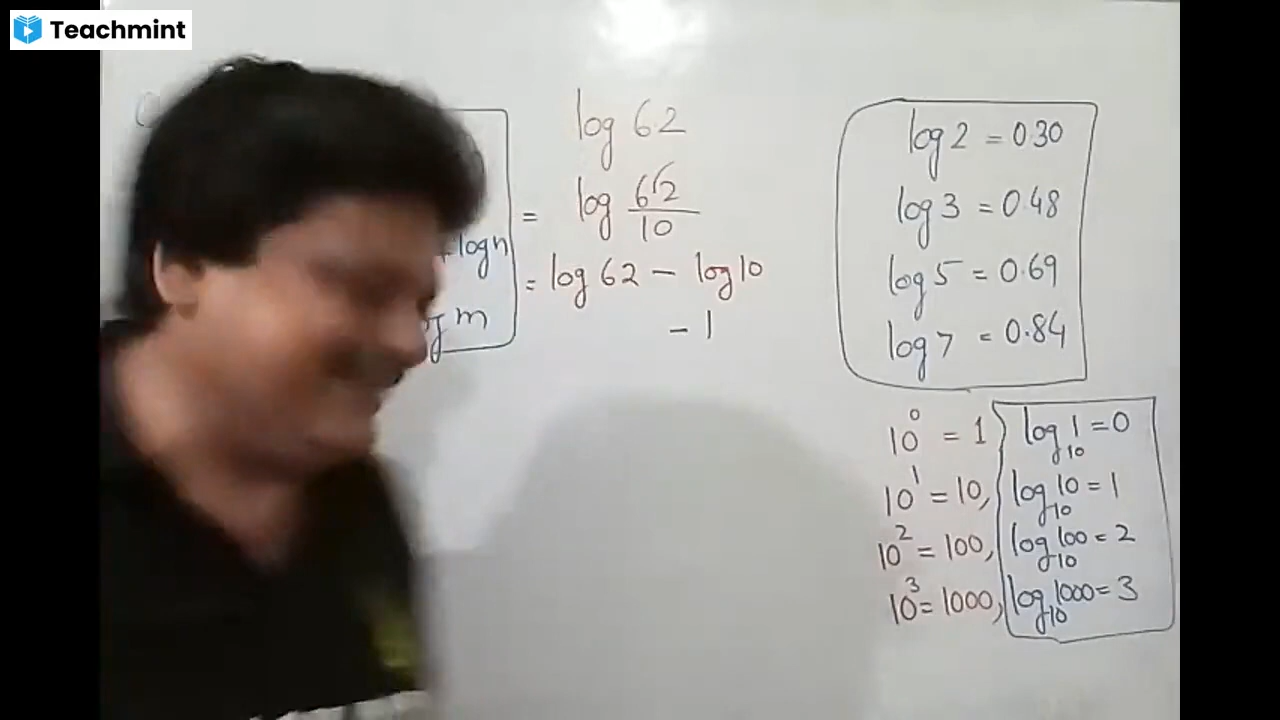 Teachmint
log 6.2
= log 62/10
+ logn
= log 62 - log 10
m
- 1
log 2 = 0.30
log 3 = 0.48
log 5 = 0.69
log 7 = 0.84
10⁰ = 1 log₁₀ 1 = 0
10¹ = 10, log₁₀ 10 = 1
10² = 100, log₁₀ 100 = 2
10³ = 1000, log₁₀ 1000 = 3